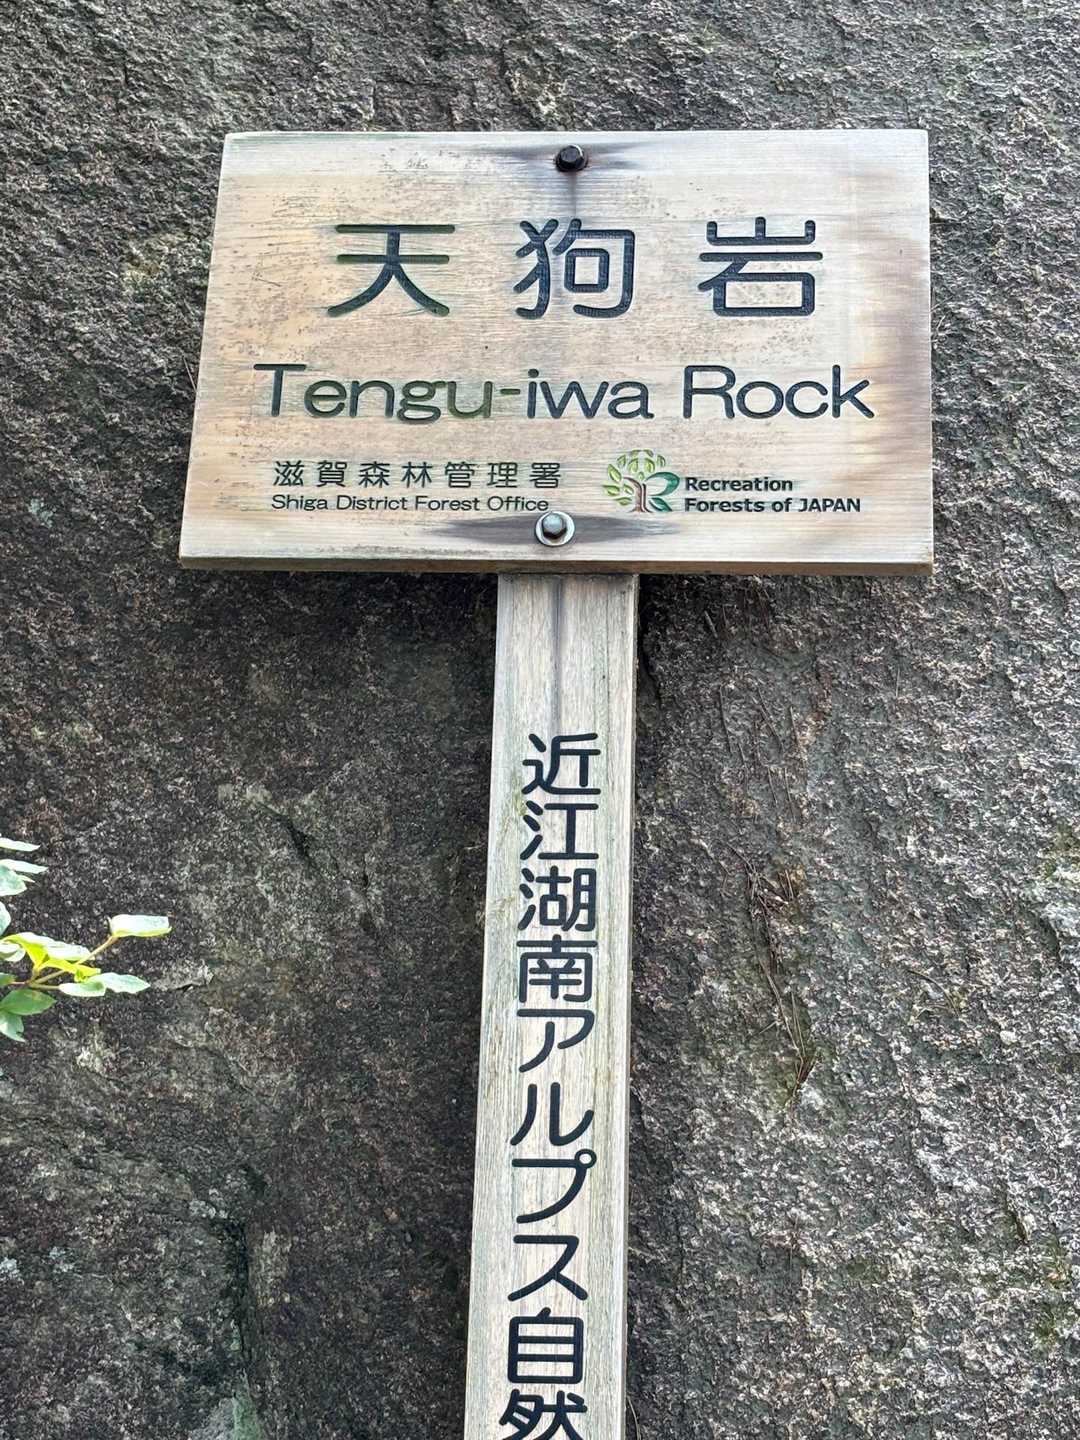 天狗岩
Tengu-iwa Rock
滋賀森林管理署
Shiga District Forest Office
Recreation
Forests of JAPAN
近江湖南アルプス自然